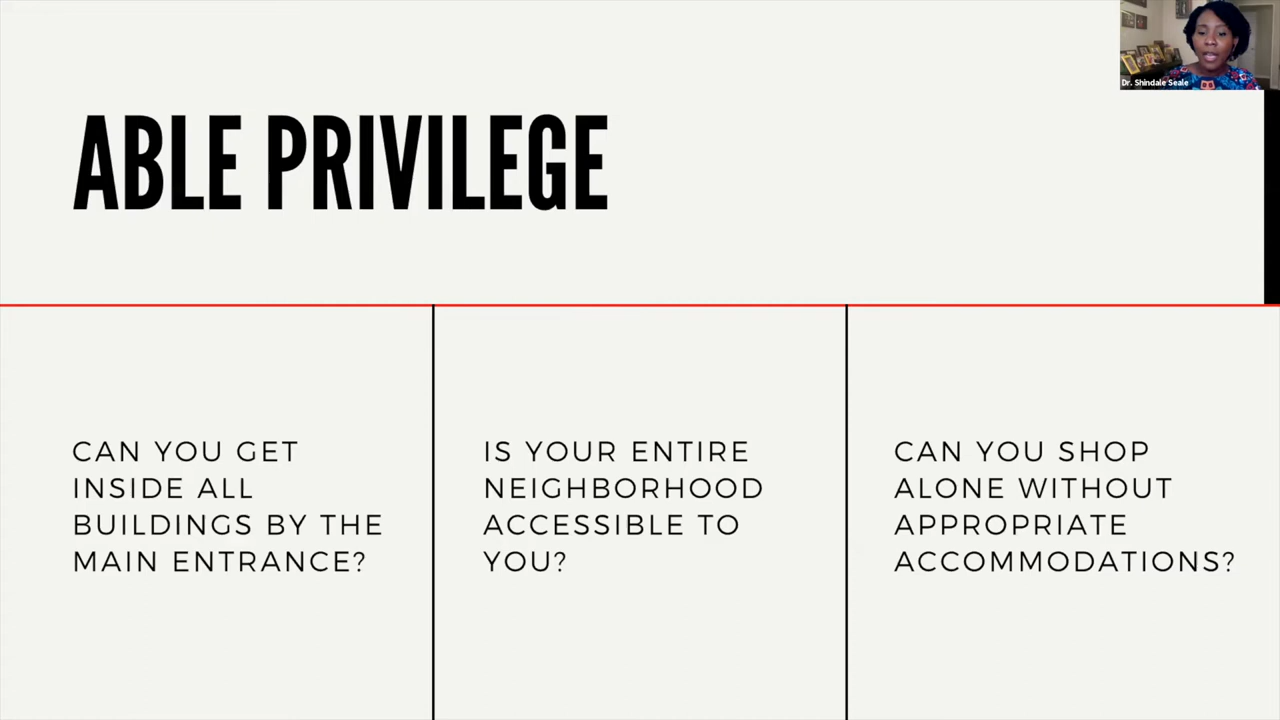 Dr. Shindale Seale
ABLE PRIVILEGE
CAN YOU GET
INSIDE ALL
BUILDINGS BY THE
MAIN ENTRANCE?
IS YOUR ENTIRE
NEIGHBORHOOD
ACCESSIBLE TO
YOU?
CAN YOU SHOP
ALONE WITHOUT
APPROPRIATE
ACCOMMODATIONS?